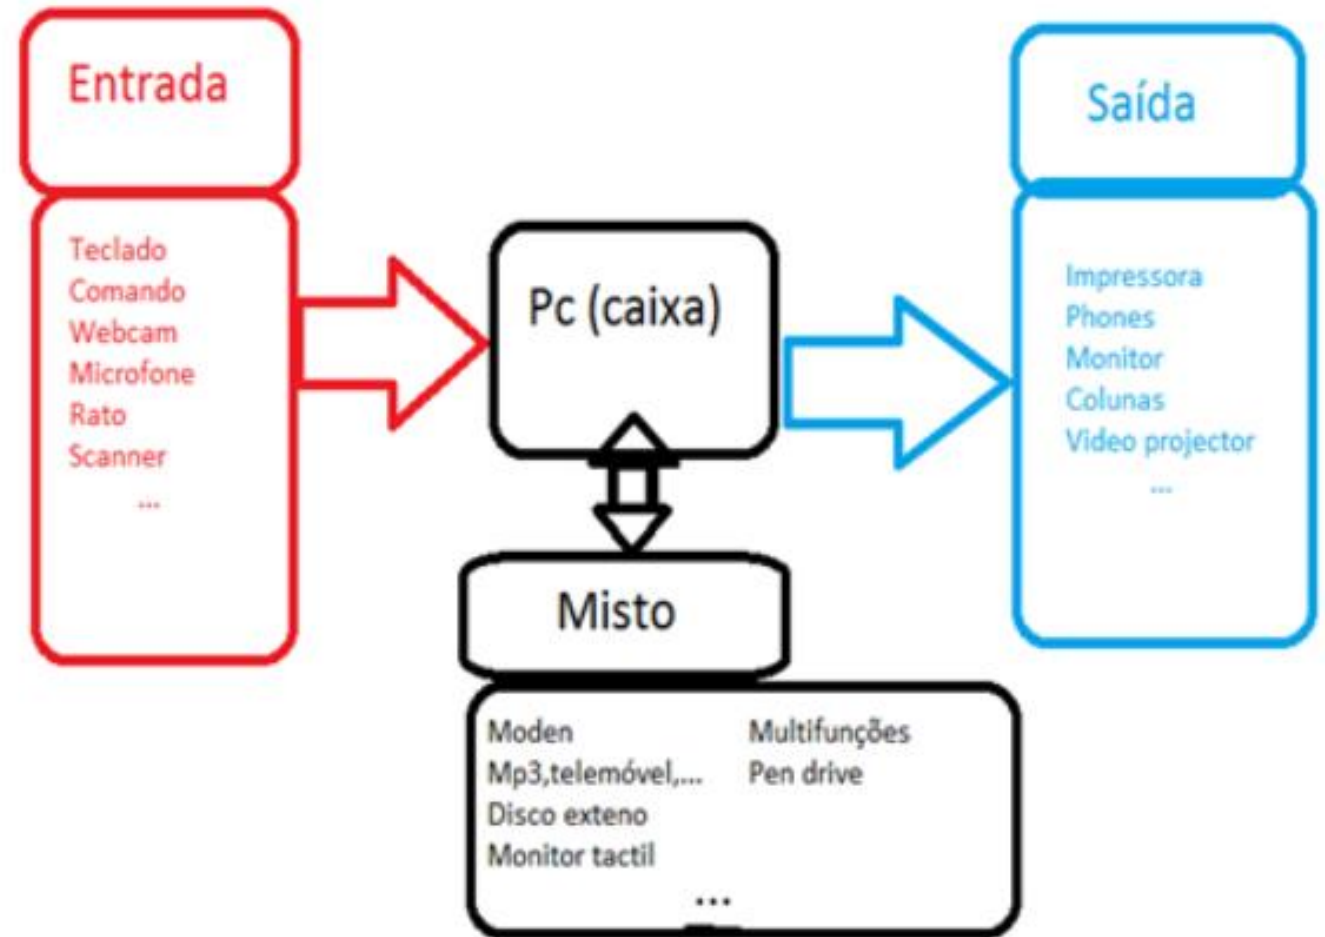 Entrada
Teclado
Comando
Webcam
Microfone
Rato
Scanner
...
Pc (caixa)
Saída
Impressora
Phones
Monitor
Colunas
Video projector
...
Misto
Moden
Mp3,telemóvel,...
Disco exteno
Monitor tactil
Multifunções
Pen drive
...